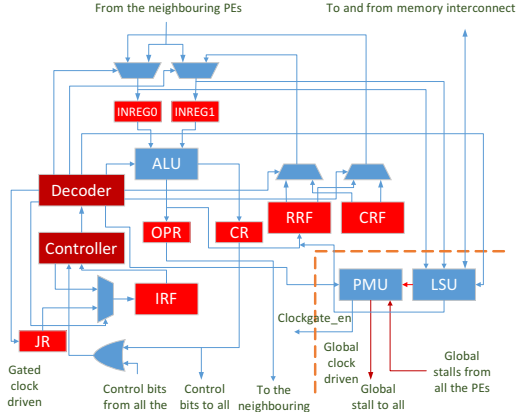 From the neighbouring PEs
To and from memory interconnect
INREG0
INREG1
ALU
Decoder
RRF
CRF
OPR
CR
Controller
IRF
PMU
LSU
Clockgate_en
JR
Global
clock
driven
Global
stalls from
all the PEs
Gated
clock
driven
Control bits
from all the
Control
bits to all
To the
neighbouring
Global
stall to all